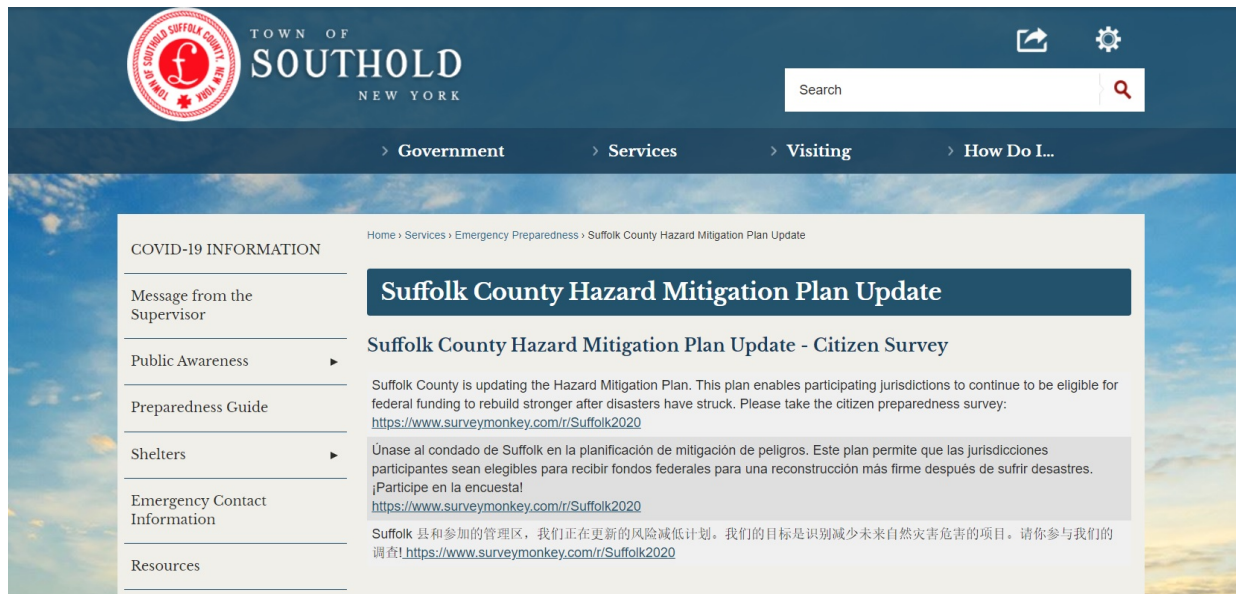 TOWN OF SOUTHOLD SUFFOLK COUNTY, NEW YORK
£
TOWN OF
SOUTHOLD
NEW YORK
Search
› Government › Services › Visiting › How Do I...
COVID-19 INFORMATION
Message from the
Supervisor
Public Awareness ►
Preparedness Guide
Shelters ►
Emergency Contact
Information
Resources
Home › Services › Emergency Preparedness › Suffolk County Hazard Mitigation Plan Update
Suffolk County Hazard Mitigation Plan Update
Suffolk County Hazard Mitigation Plan Update - Citizen Survey
Suffolk County is updating the Hazard Mitigation Plan. This plan enables participating jurisdictions to continue to be eligible for
federal funding to rebuild stronger after disasters have struck. Please take the citizen preparedness survey:
https://www.surveymonkey.com/r/Suffolk2020
Únase al condado de Suffolk en la planificación de mitigación de peligros. Este plan permite que las jurisdicciones
participantes sean elegibles para recibir fondos federales para una reconstrucción más firme después de sufrir desastres.
¡Participe en la encuesta!
https://www.surveymonkey.com/r/Suffolk2020
Suffolk 县和参加的管理区，我们正在更新的风险减低计划。我们的目标是识别减少未来自然灾害危害的项目。请你参与我们的
调查! https://www.surveymonkey.com/r/Suffolk2020